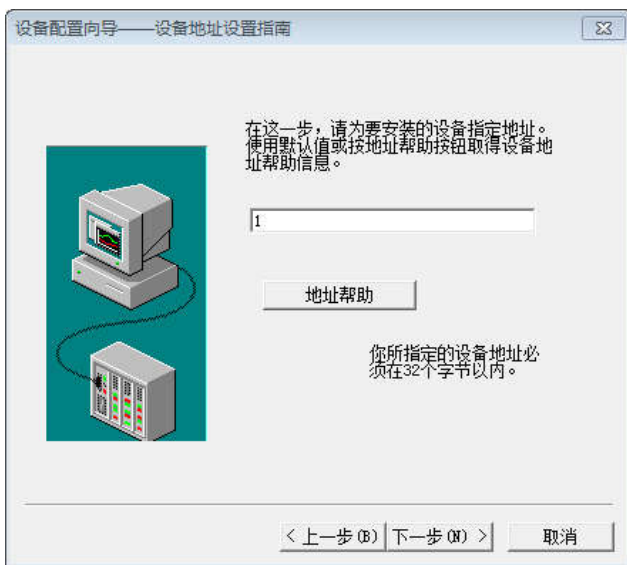 设备配置向导——设备地址设置指南
在这一步，请为要安装的设备指定地址。
使用默认值或按地址帮助按钮取得设备地
址帮助信息。
1
地址帮助
你所指定的设备地址必
须在32个字节以内。
< 上一步(B) 下一步(N) > 取消